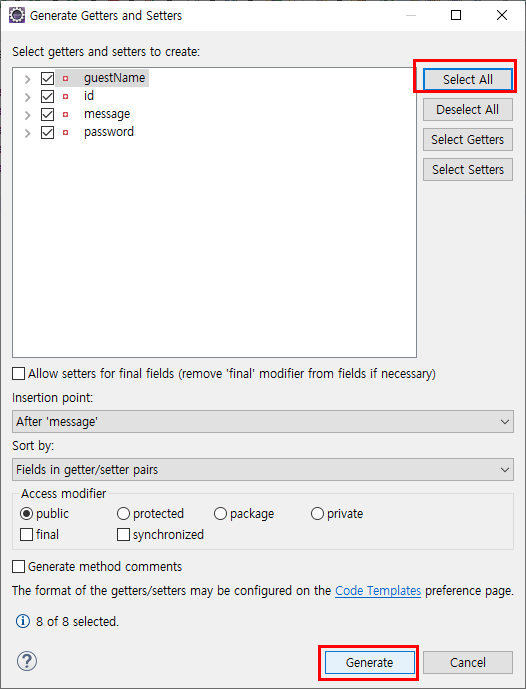 Generate Getters and Setters
Select getters and setters to create:
guestName
id
message
password
Select All
Deselect All
Select Getters
Select Setters
Allow setters for final fields (remove 'final' modifier from fields if necessary)
Insertion point:
After 'message'
Sort by:
Fields in getter/setter pairs
Access modifier
public protected package private
final synchronized
Generate method comments
The format of the getters/setters may be configured on the Code Templates preference page.
8 of 8 selected.
Generate Cancel